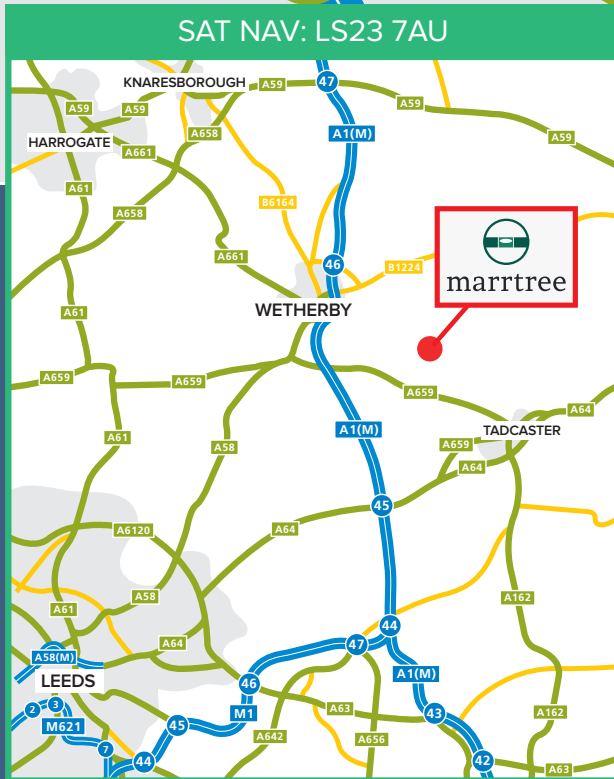 SAT NAV: LS23 7AU
KNARESBOROUGH
A59
47
A59
A59
A59
A59
A658
A1(M)
HARROGATE
A661
A61
B6164
A658
marrtree
A661
46
B1224
WETHERBY
A61
A659
A659
A659
A64
A61
A1(M)
TADCASTER
A58
A659
A64
45
A6120
A64
A58
A162
A61
44
A64
47
A58(M)
A1(M)
LEEDS
46
2
3
M1
A63
43
A162
M621
45
A642
A656
7
44
42
A63